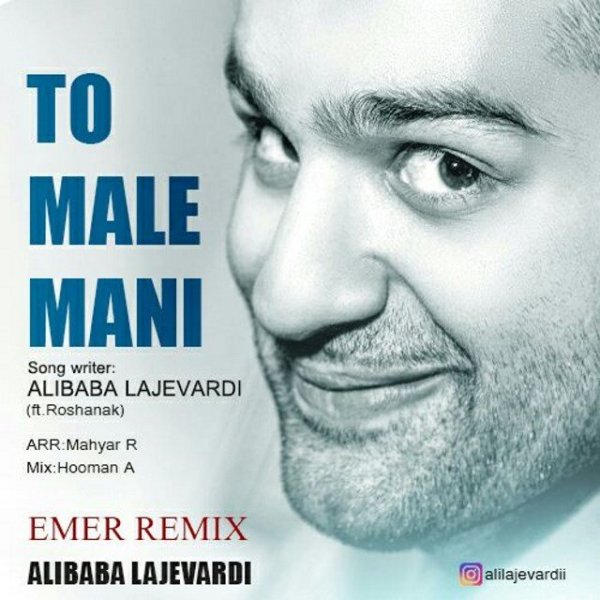 TO
MALE
MANI
Song writer:
ALIBABA LAJEVARDI
(ft.Roshanak)
ARR:Mahyar R
Mix:Hooman A
EMER REMIX
ALIBABA LAJEVARDI
alilajevardii